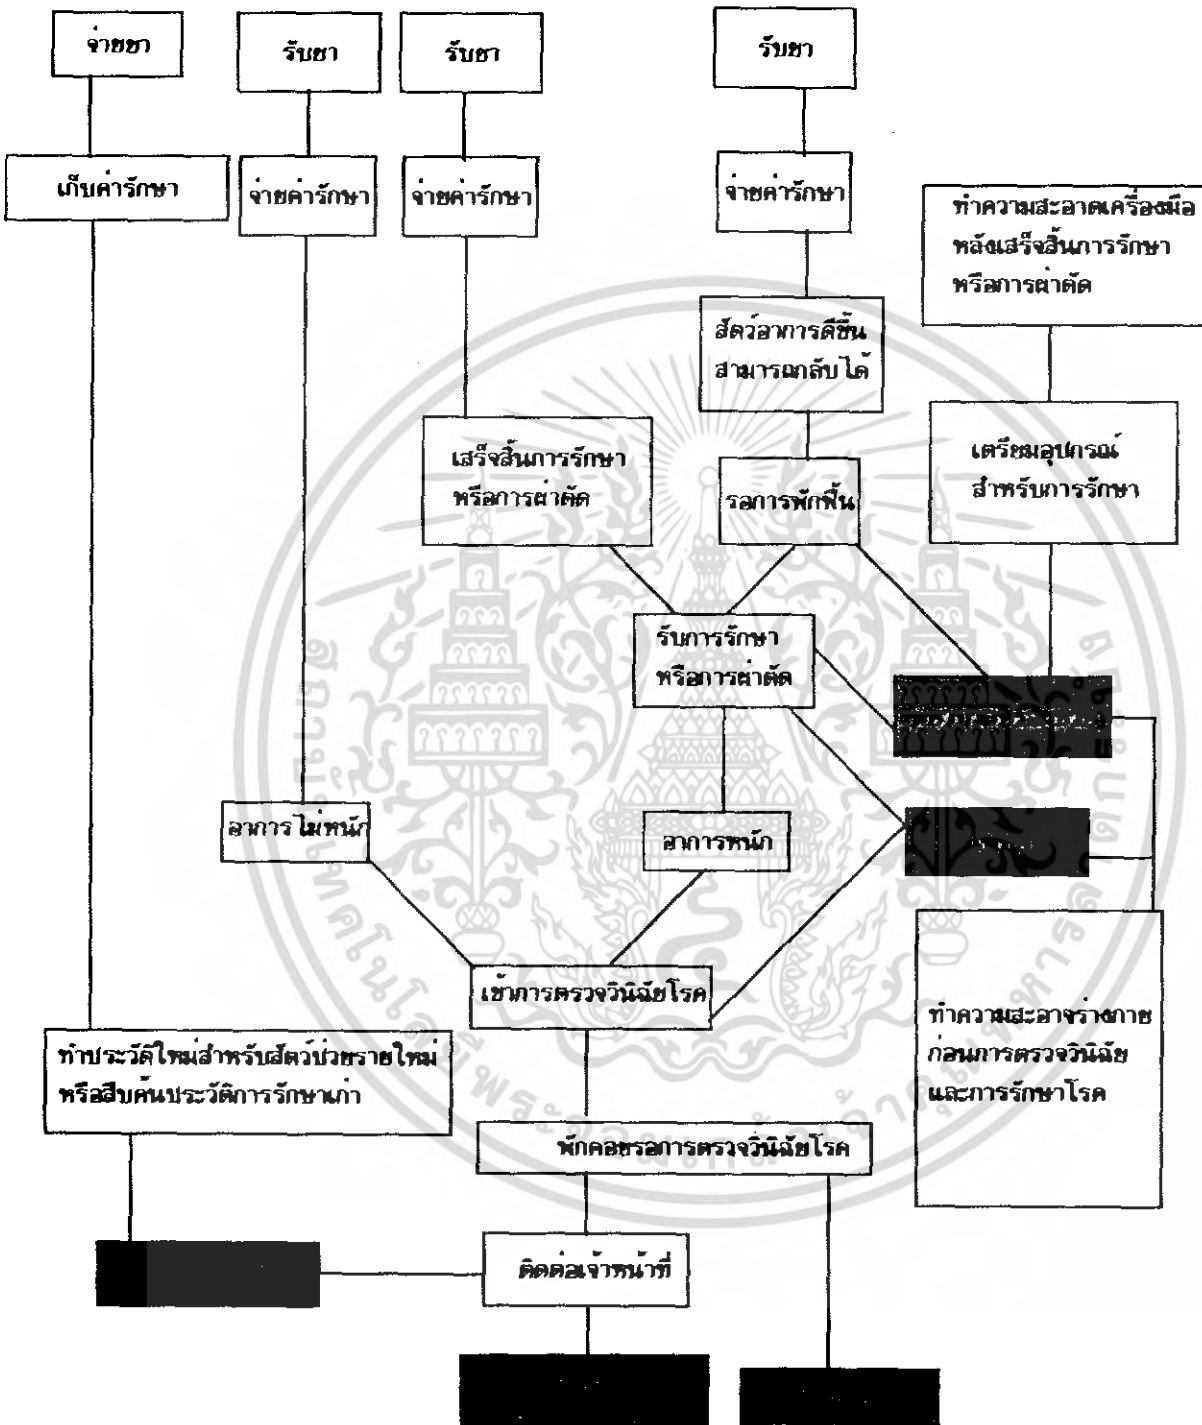 จ่ายยา
รับยา
รับยา
รับยา
เก็บค่ารักษา
จ่ายค่ารักษา
จ่ายค่ารักษา
จ่ายค่ารักษา
ทำความสะอาดเครื่องมือ
หลังเสร็จสิ้นการรักษา
หรือการผ่าตัด
สัตว์อาการดีขึ้น
สามารถกลับได้
เสร็จสิ้นการรักษา
หรือการผ่าตัด
รอการพักฟื้น
เตรียมอุปกรณ์
สำหรับการรักษา
รับการรักษา
หรือการผ่าตัด
อาการไม่หนัก
อาการหนัก
เข้าการตรวจวินิฉัยโรค
ทำความสะอาจร่างกาย
ก่อนการตรวจวินิฉัย
และการรักษาโรค
ทำประวัติใหม่สำหรับสัตว์ป่วยรายใหม่
หรือสืบค้นประวัติการรักษาเก่า
พักคอยรอการตรวจวินิฉัยโรค
ติดต่อเจ้าหน้าที่